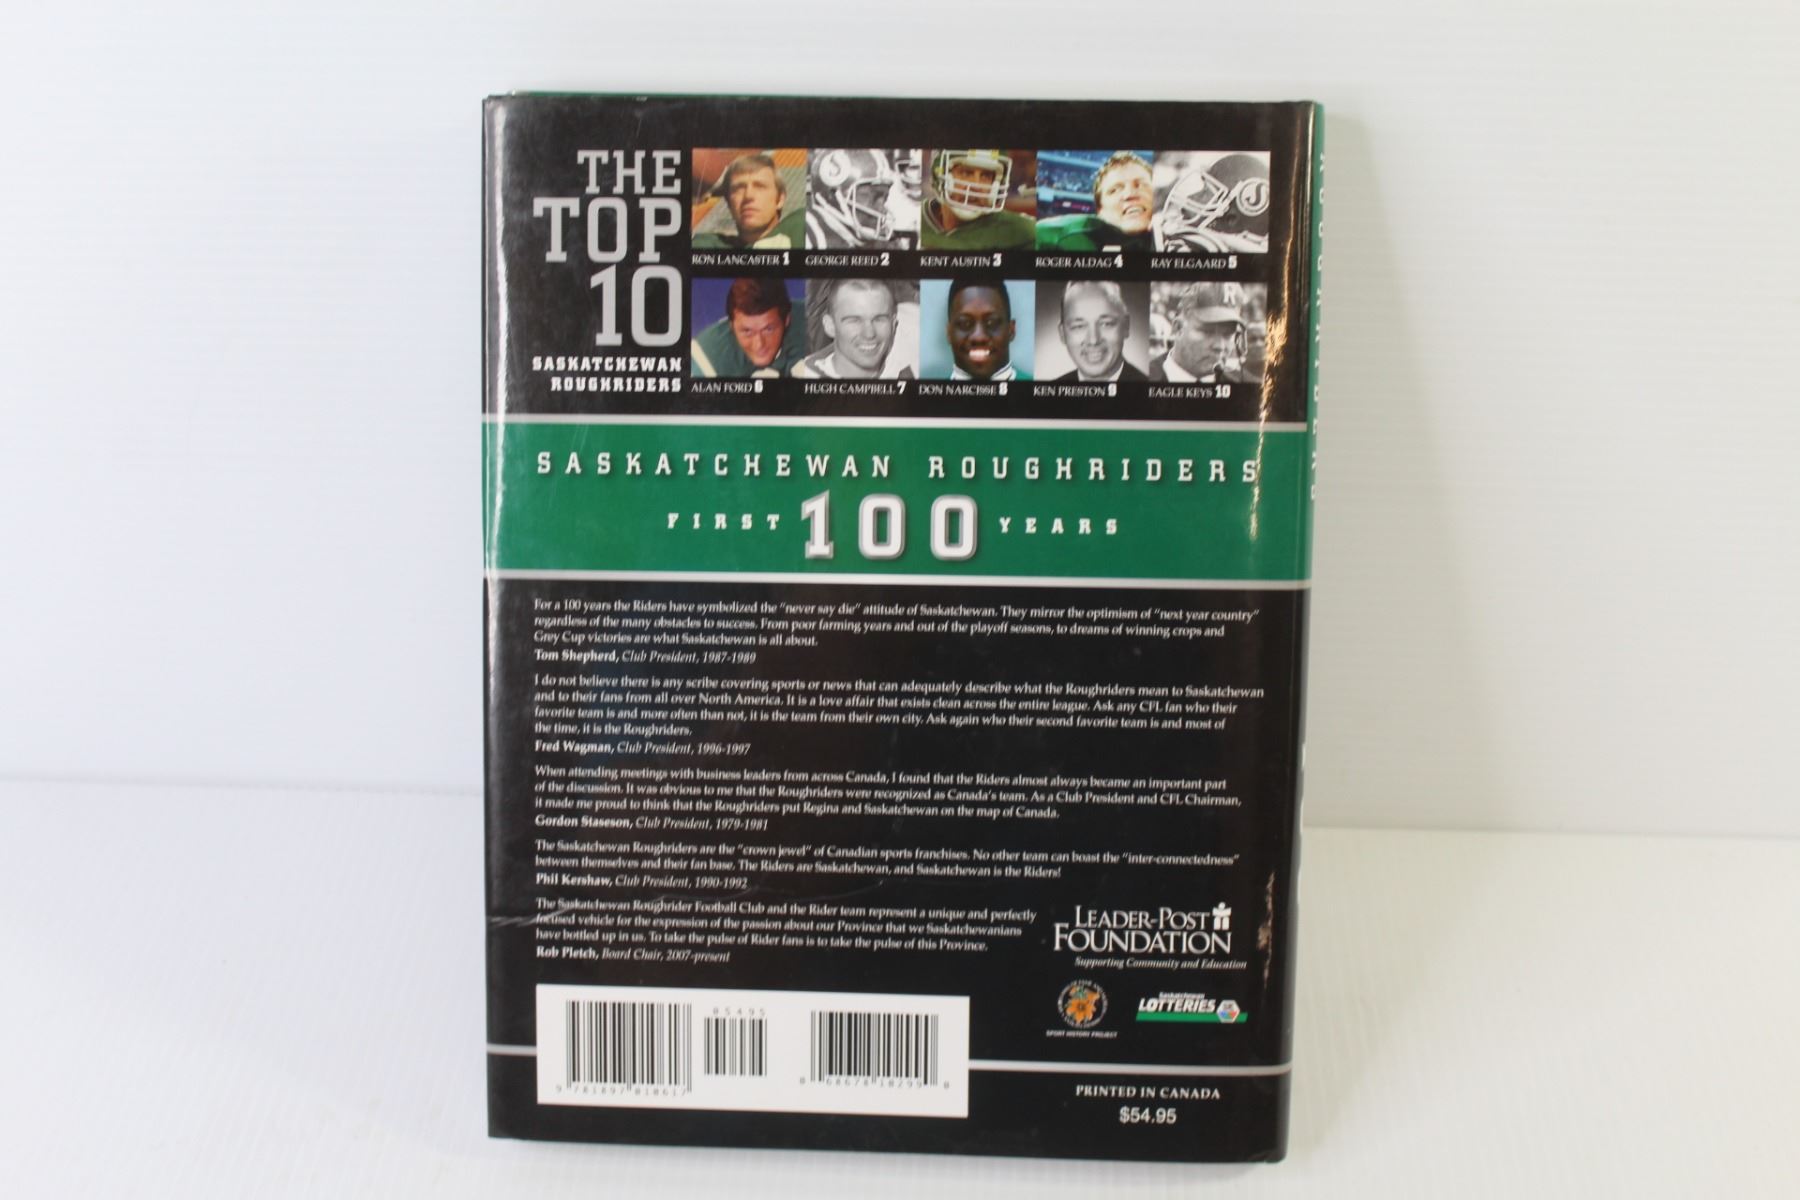 THE
TOP
10
SASKATCHEWAN
ROUGHRIDERS
RON LANCASTER 1
GEORGE REED 2
KENT AUSTIN 3
ROGER ALDAG 4
RAY ELGAARD 5
ALAN FORD 6
HUGH CAMPBELL 7
DON NARCISSE 8
KEN PRESTON 9
EAGLE KEYS 10
SASKATCHEWAN ROUGHRIDERS
FIRST 100 YEARS
For a 100 years the Riders have symbolized the "never say die" attitude of Saskatchewan. They mirror the optimism of "next year country"
regardless of the many obstacles to success. From poor farming years and out of the playoff seasons, to dreams of winning crops and
Grey Cup victories are what Saskatchewan is all about.
Tom Shepherd, Club President, 1987-1989
I do not believe there is any scribe covering sports or news that can adequately describe what the Roughriders mean to Saskatchewan
and to their fans from all over North America. It is a love affair that exists clean across the entire league. Ask any CFL fan who their
favorite team is and more often than not, it is the team from their own city. Ask again who their second favorite team is and most of
the time, it is the Roughriders.
Fred Wagman, Club President, 1996-1997
When attending meetings with business leaders from across Canada, I found that the Riders almost always became an important part
of the discussion. It was obvious to me that the Roughriders were recognized as Canada's team. As a Club President and CFL Chairman,
it made me proud to think that the Roughriders put Regina and Saskatchewan on the map of Canada.
Gordon Staseson, Club President, 1979-1981
The Saskatchewan Roughriders are the "crown jewel" of Canadian sports franchises. No other team can boast the "inter-connectedness"
between themselves and their fan base. The Riders are Saskatchewan, and Saskatchewan is the Riders!
Phil Kershaw, Club President, 1990-1992
The Saskatchewan Roughrider Football Club and the Rider team represent a unique and perfectly
focused vehicle for the expression of the passion about our Province that we Saskatchewanians
have bottled up in us. To take the pulse of Rider fans is to take the pulse of this Province.
Rob Pletch, Board Chair, 2007-present
LEADER-POST
FOUNDATION
Supporting Community and Education
SPORT HISTORY PROJECT
Saskatchewan
LOTTERIES
05495
9 781897 010617
8 68678 18299 8
PRINTED IN CANADA
$54.95